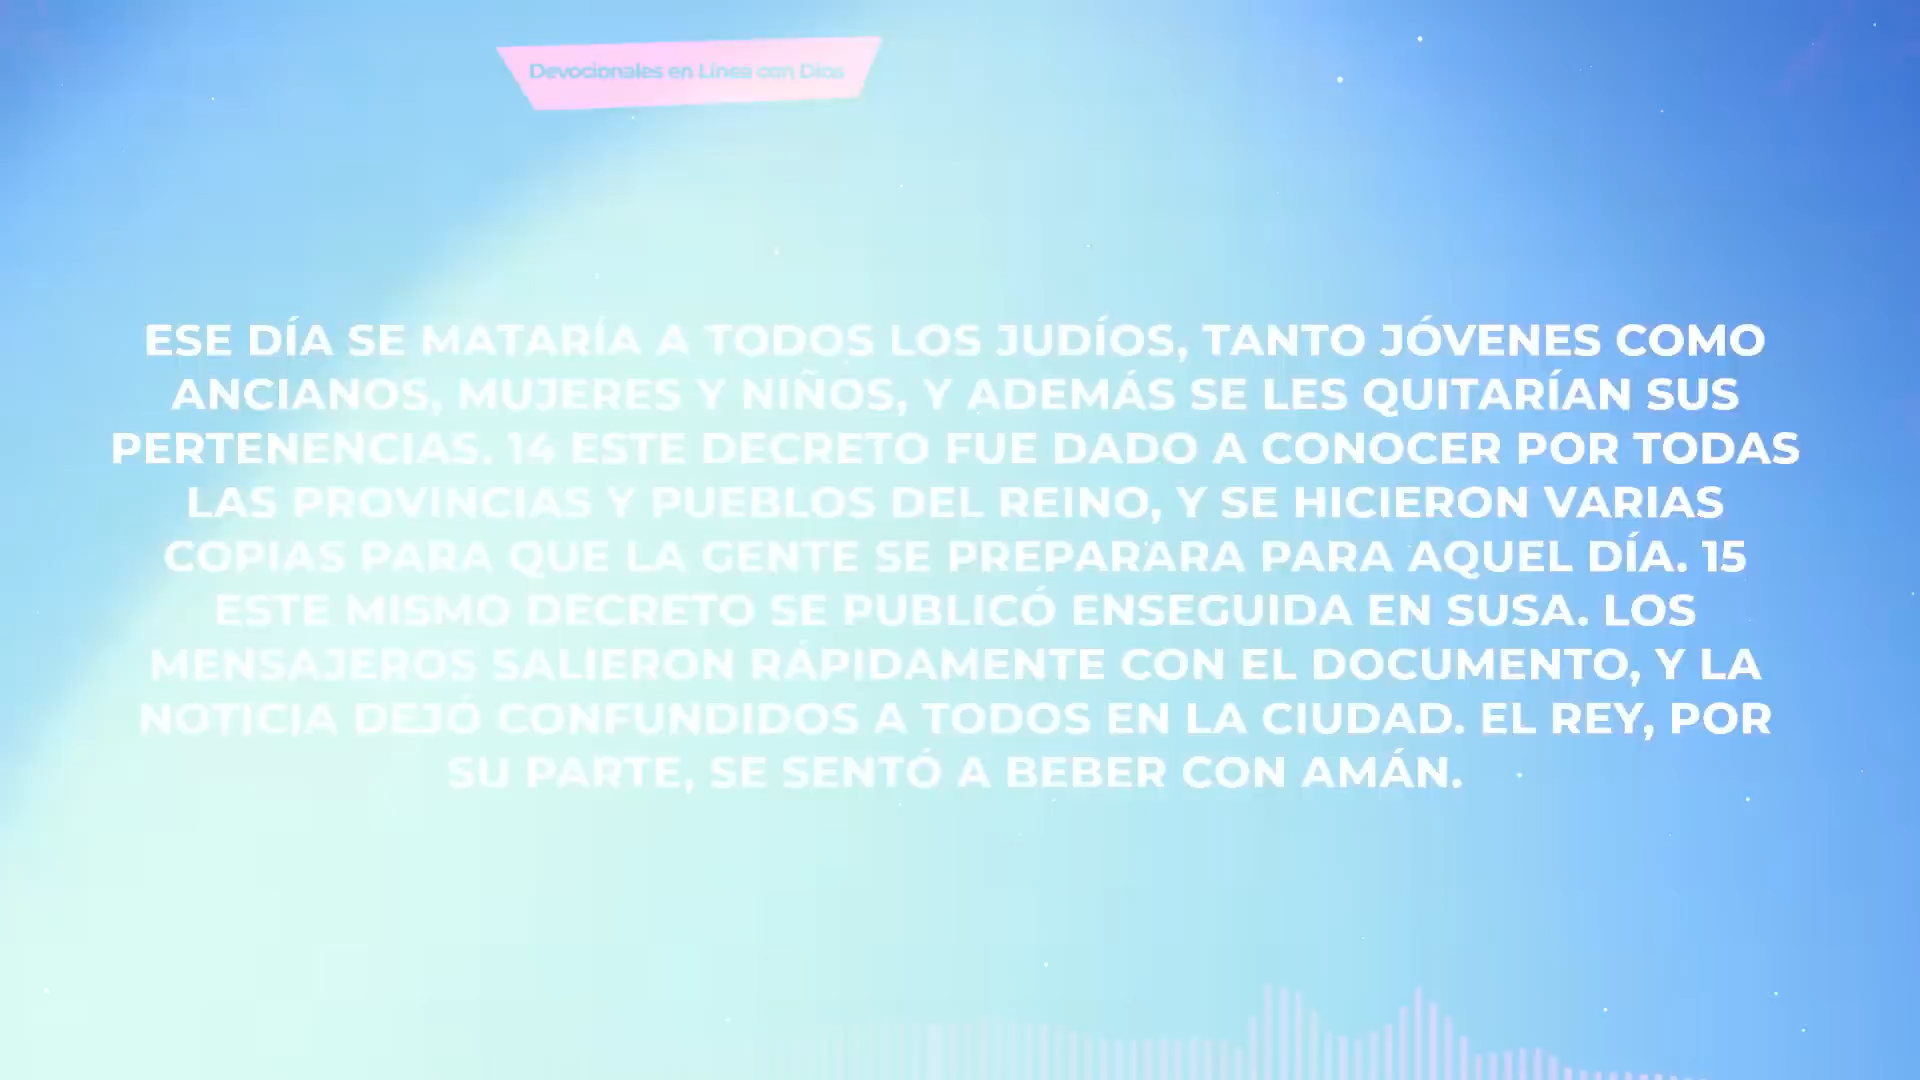 Devocionales en Línea con Dios
ESE DÍA SE MATARÍA A TODOS LOS JUDÍOS, TANTO JÓVENES COMO
ANCIANOS, MUJERES Y NIÑOS, Y ADEMÁS SE LES QUITARÍAN SUS
PERTENENCIAS. 14 ESTE DECRETO FUE DADO A CONOCER POR TODAS
LAS PROVINCIAS Y PUEBLOS DEL REINO, Y SE HICIERON VARIAS
COPIAS PARA QUE LA GENTE SE PREPARARA PARA AQUEL DÍA. 15
ESTE MISMO DECRETO SE PUBLICÓ ENSEGUIDA EN SUSA. LOS
MENSAJEROS SALIERON RÁPIDAMENTE CON EL DOCUMENTO, Y LA
NOTICIA DEJÓ CONFUNDIDOS A TODOS EN LA CIUDAD. EL REY, POR
SU PARTE, SE SENTÓ A BEBER CON AMÁN.